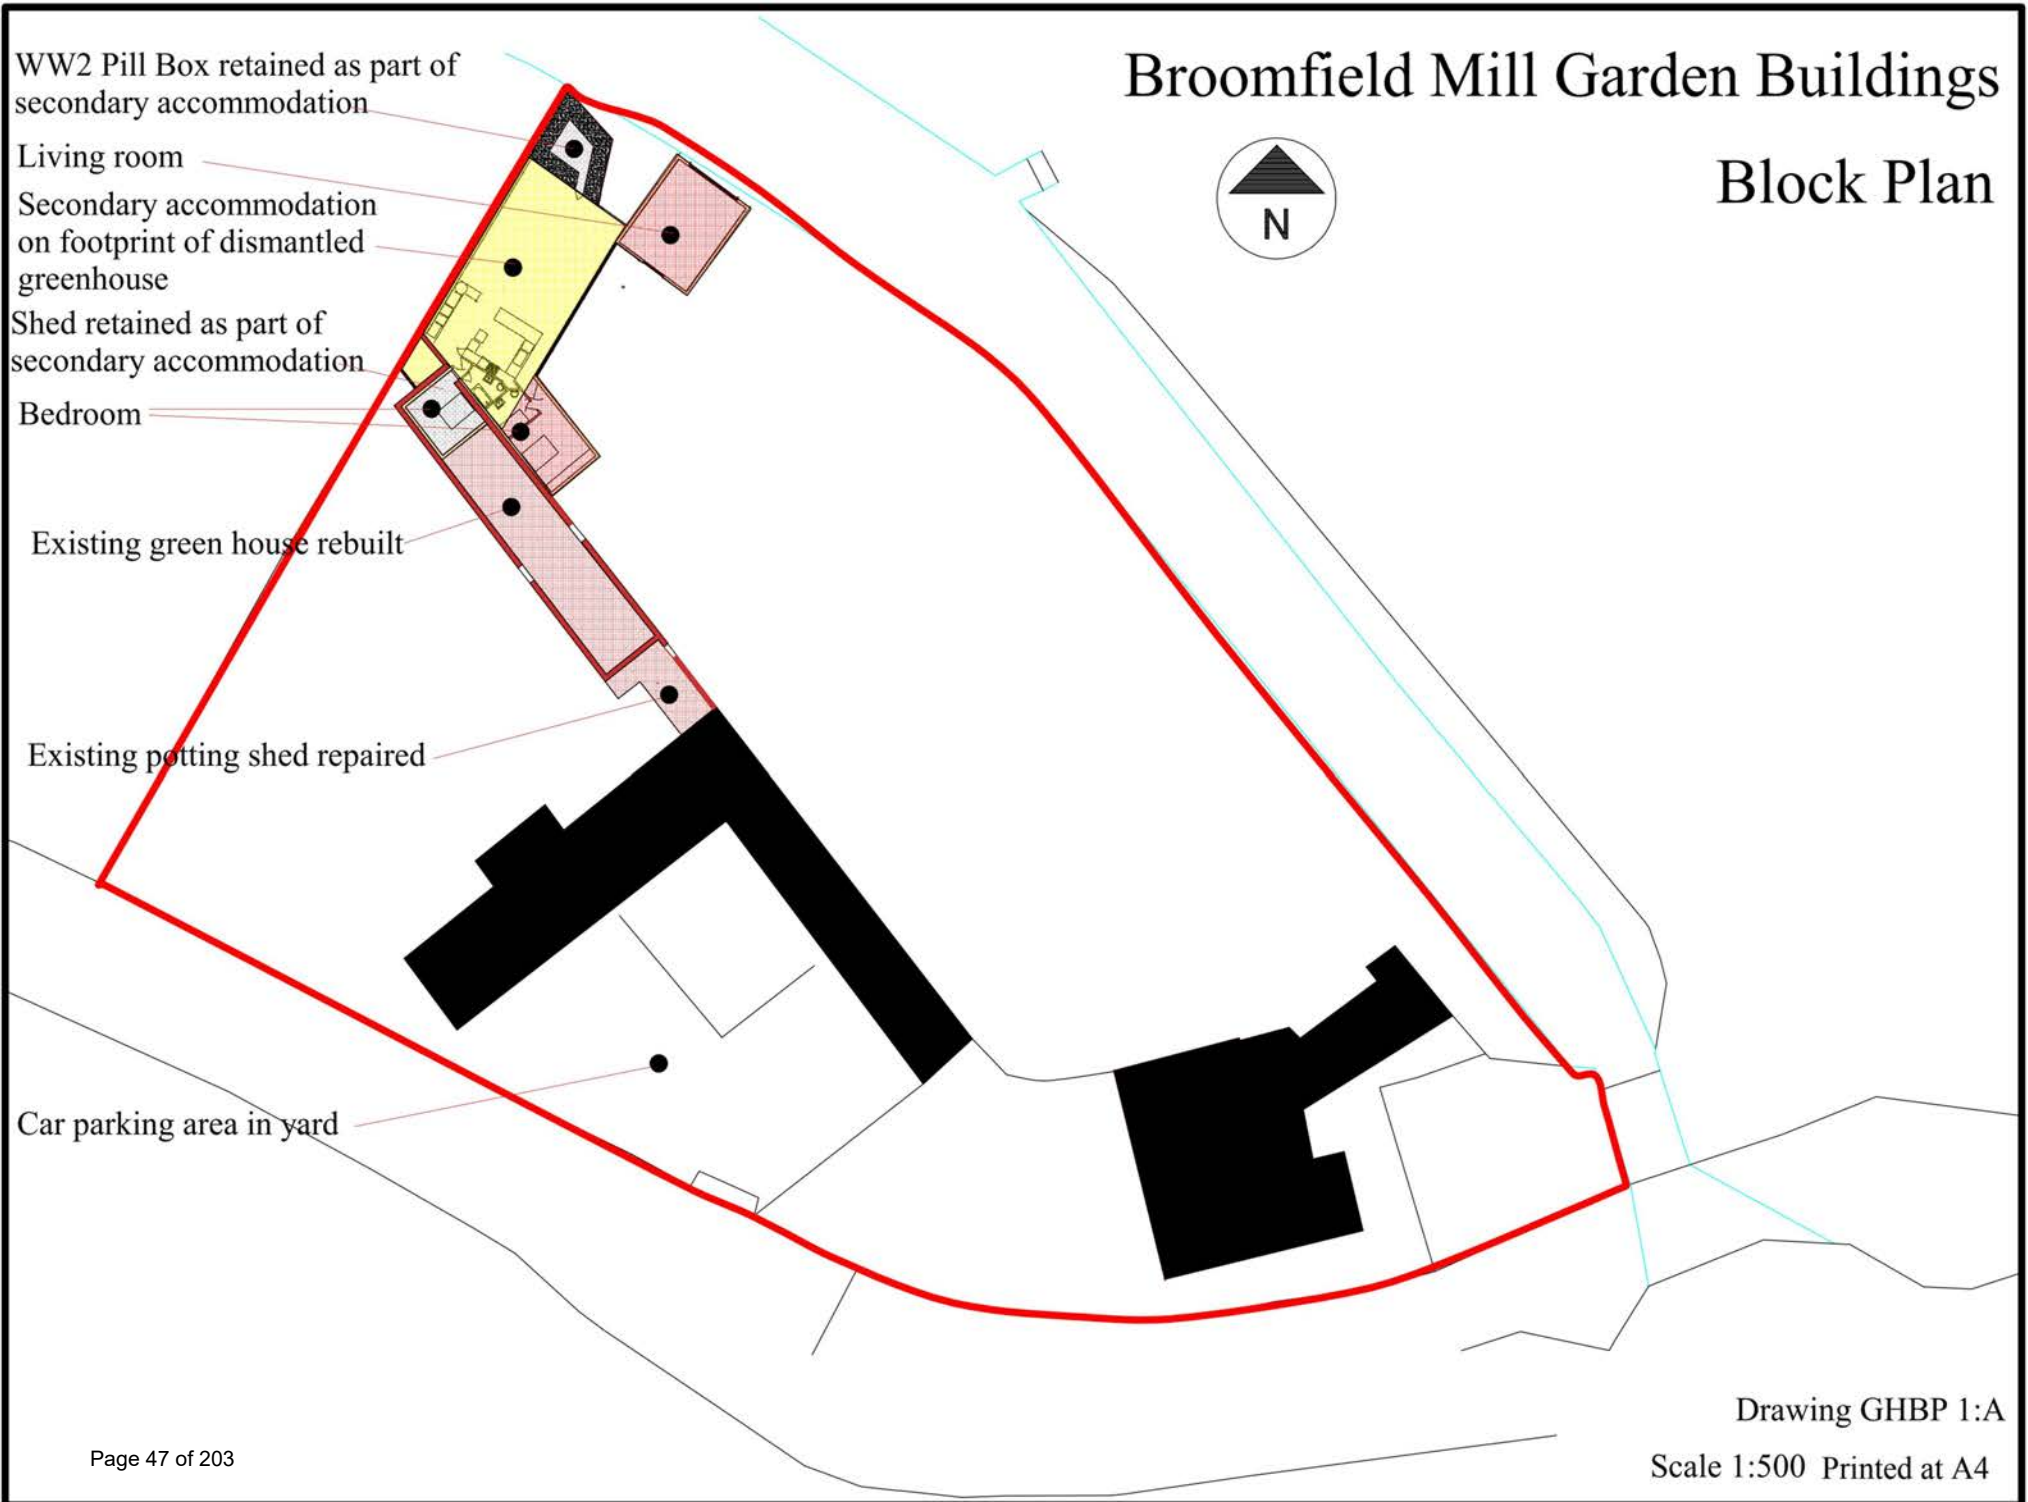 Broomfield Mill Garden Buildings
Block Plan
N
WW2 Pill Box retained as part of
secondary accommodation
Living room
Secondary accommodation
on footprint of dismantled
greenhouse
Shed retained as part of
secondary accommodation
Bedroom
Existing green house rebuilt
Existing potting shed repaired
Car parking area in yard
Drawing GHBP 1:A
Scale 1:500 Printed at A4
Page 47 of 203